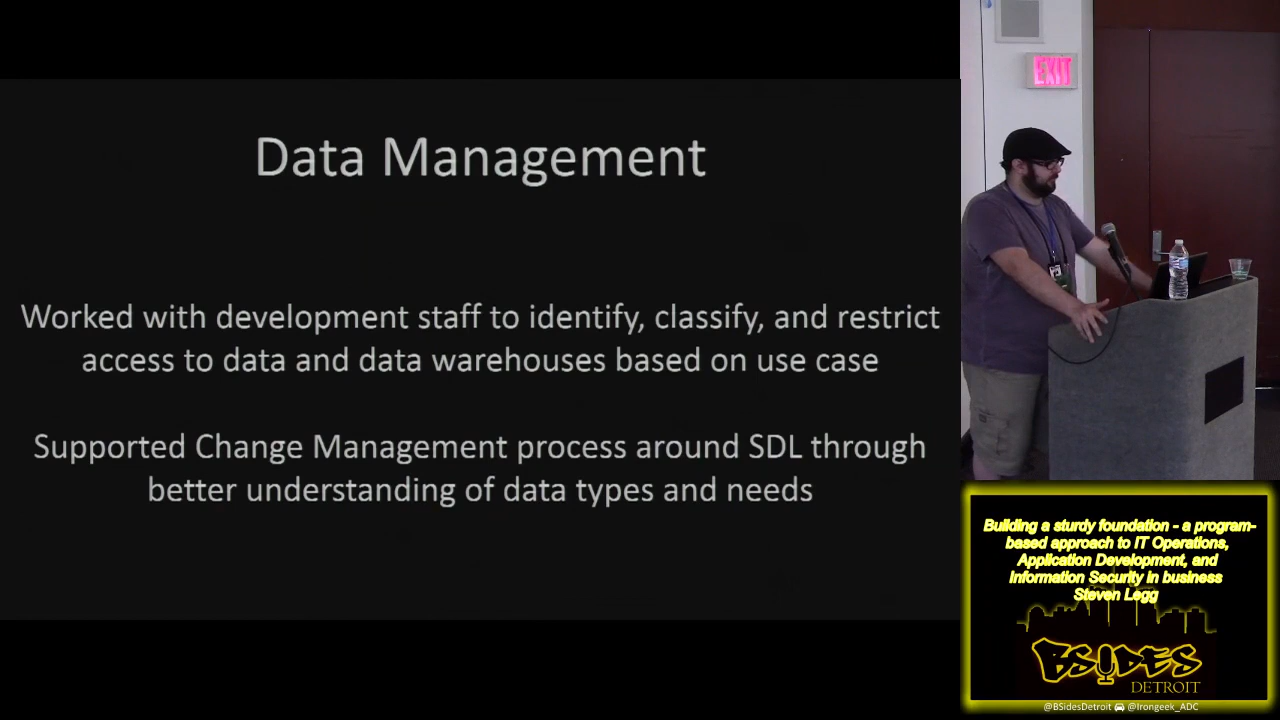 Data Management
Worked with development staff to identify, classify, and restrict
access to data and data warehouses based on use case
Supported Change Management process around SDL through
better understanding of data types and needs
EXIT
Building a sturdy foundation - a program-
based approach to IT Operations,
Application Development, and
Information Security in business
Steven Legg
BSIDES
DETROIT
@BSidesDetroit @Irongeek_ADC